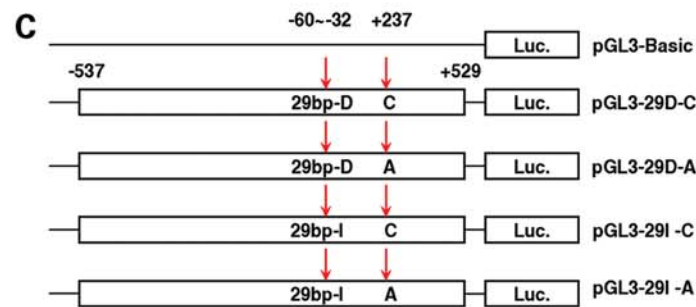 C
-60~-32 +237
Luc. pGL3-Basic
-537 +529
29bp-D C Luc. pGL3-29D-C
29bp-D A Luc. pGL3-29D-A
29bp-I C Luc. pGL3-29I -C
29bp-I A Luc. pGL3-29I -A